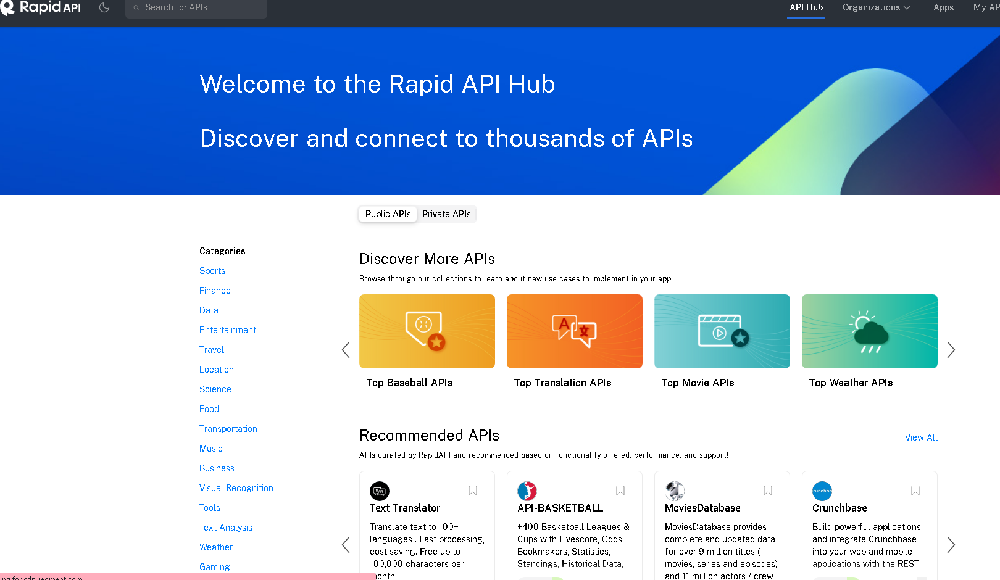 Rapid API
Search for APIs
API Hub
Organizations
Apps
My AP
Welcome to the Rapid API Hub
Discover and connect to thousands of APIs
Public APIs
Private APIs
Categories
Sports
Finance
Data
Entertainment
Travel
Location
Science
Food
Transportation
Music
Business
Visual Recognition
Tools
Text Analysis
Weather
Gaming
Discover More APIs
Browse through our collections to learn about new use cases to implement in your app
A
文
Top Baseball APIs
Top Translation APIs
Top Movie APIs
Top Weather APIs
Recommended APIs
View All
APIs curated by RapidAPI and recommended based on functionality offered, performance, and support!
Text Translator
Translate text to 100+
languages . Fast processing,
cost saving. Free up to
100,000 characters per
month
API-BASKETBALL
+400 Basketball Leagues &
Cups with Livescore, Odds,
Bookmakers, Statistics,
Standings, Historical Data,
MoviesDatabase
MoviesDatabase provides
complete and updated data
for over 9 million titles (
movies, series and episodes)
and 11 million actors / crew
runchbo
Crunchbase
Build powerful applications
and integrate Crunchbase
into your web and mobile
applications with the REST
ing for cdn.segment.com